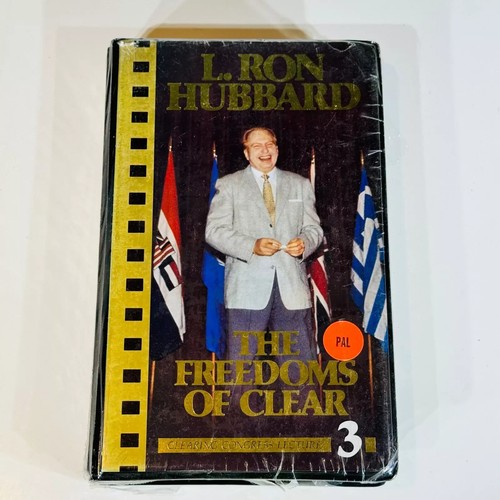 L. RON
HUBBARD
PAL
THE
FREEDOMS
OF CLEAR
CLEARING CONGRESS LECTURE
3